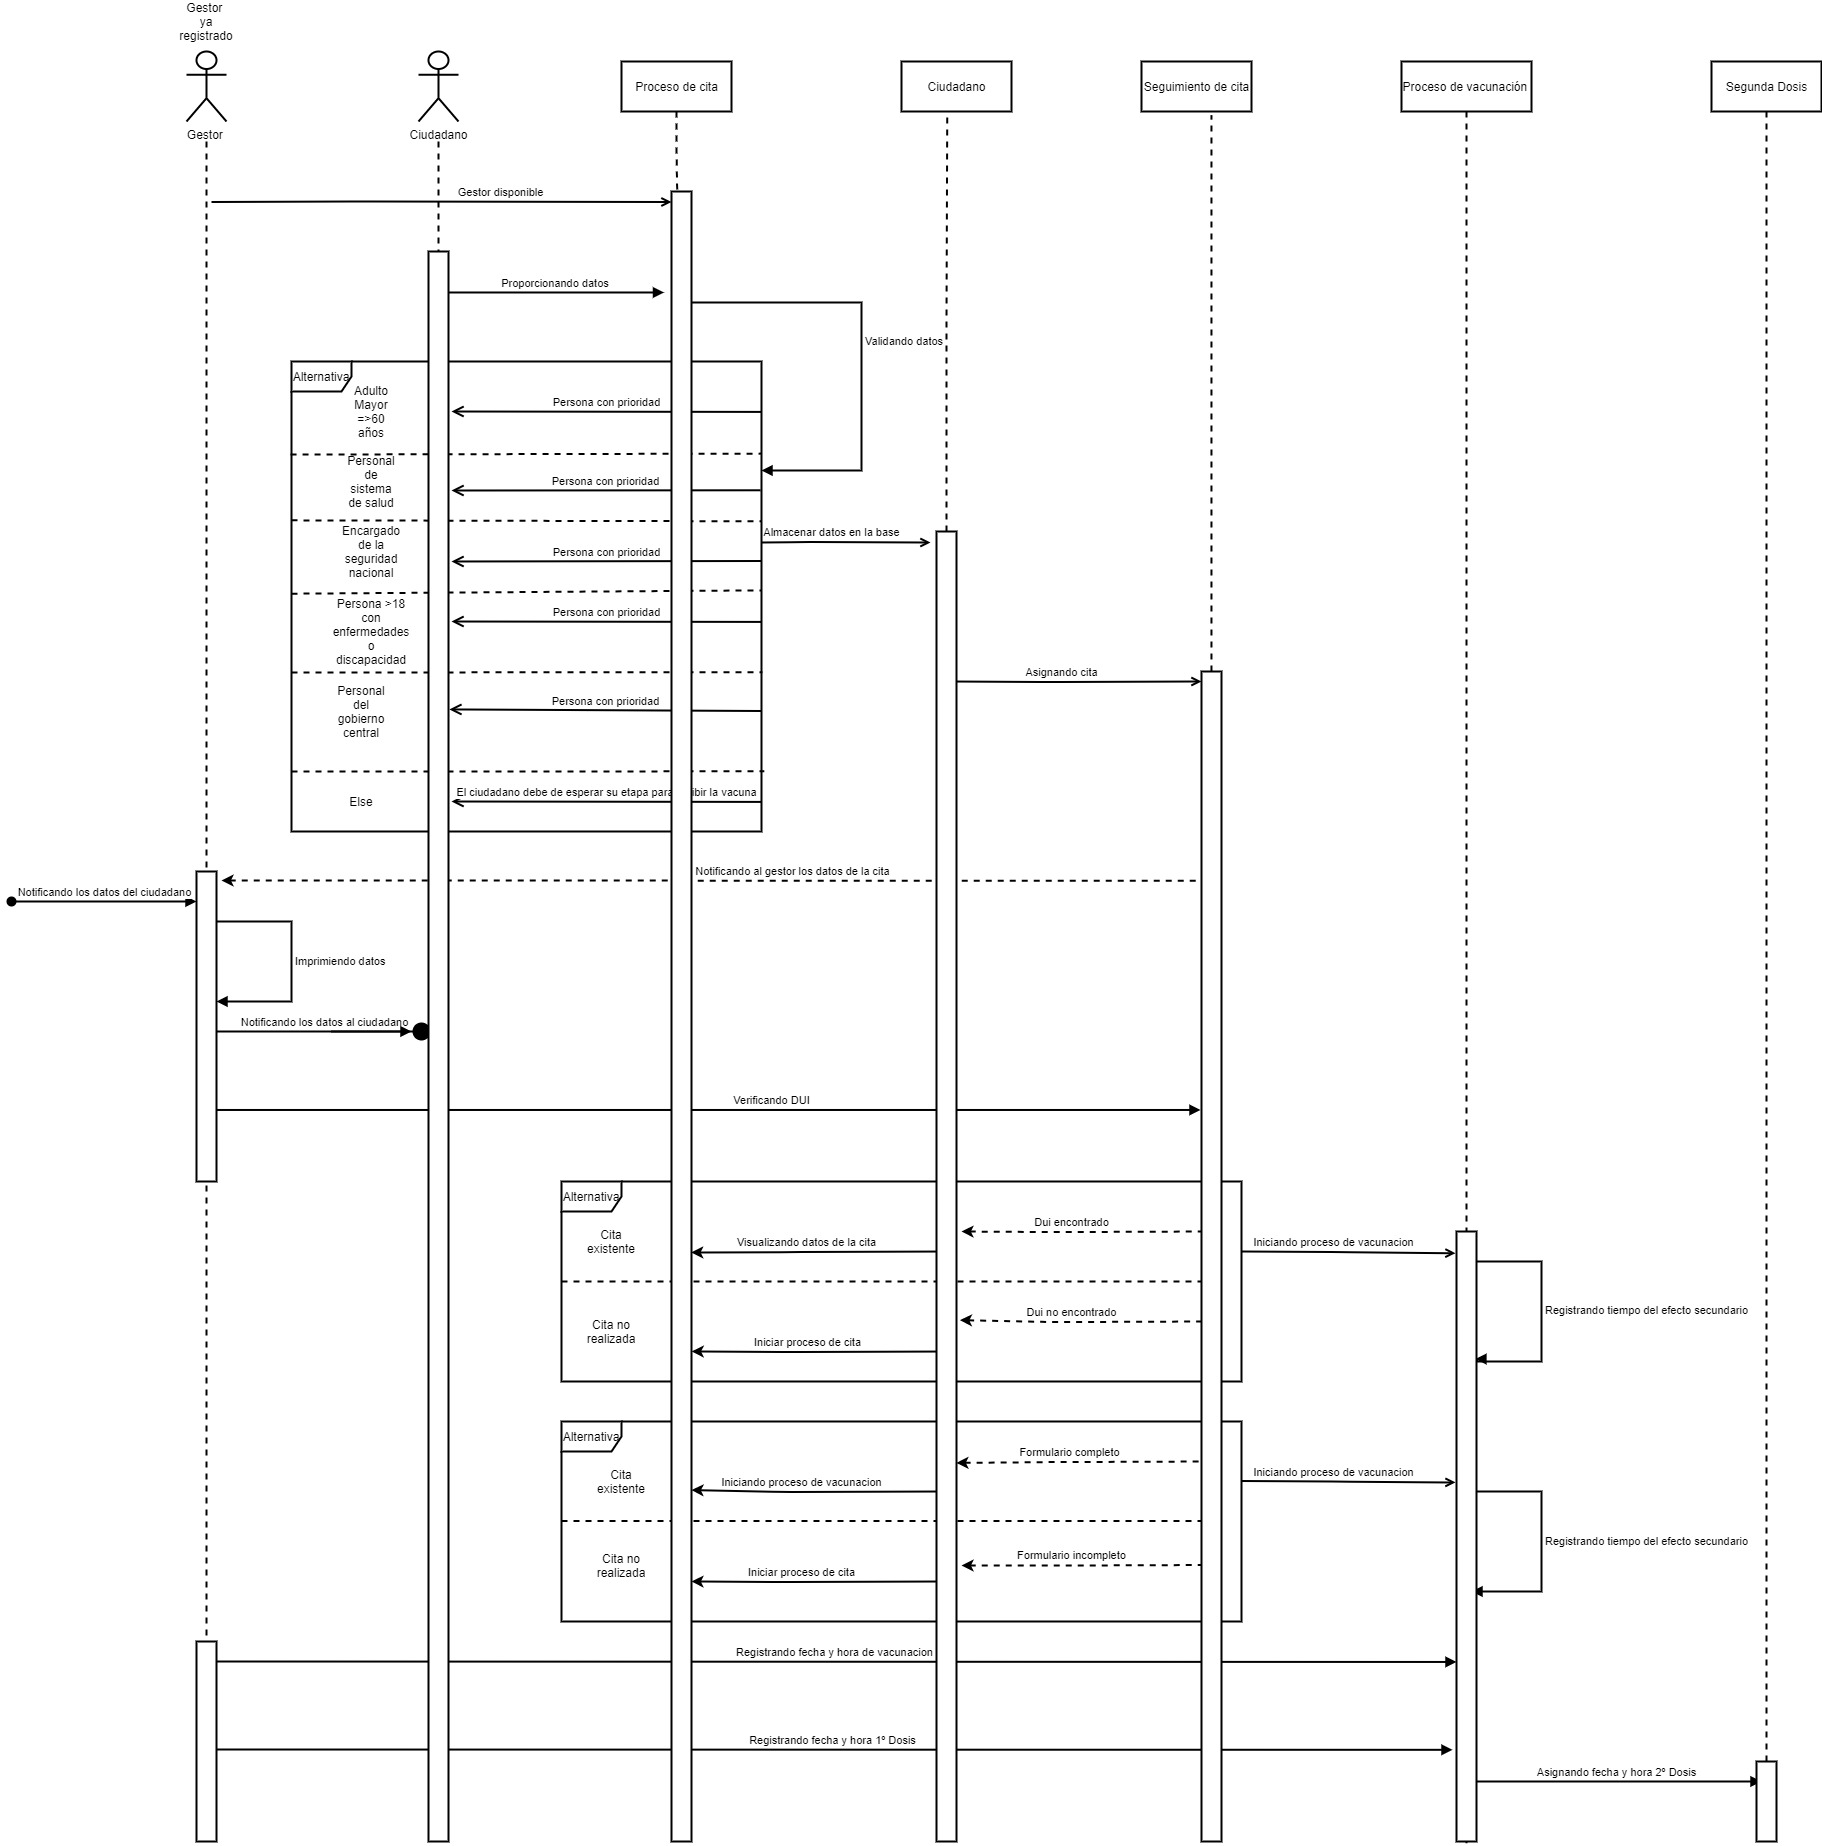 Gestor
ya
registrado
Gestor
Ciudadano
Proceso de cita
Ciudadano
Seguimiento de cita
Proceso de vacunación
Segunda Dosis
Gestor disponible
Proporcionando datos
Validando datos
Alternativa
Adulto
Mayor
=>60
años
Persona con prioridad
Personal
de
sistema
de salud
Persona con prioridad
Almacenar datos en la base
Encargado
de la
seguridad
nacional
Persona con prioridad
Persona >18
con
enfermedades
o
discapacidad
Persona con prioridad
Asignando cita
Personal
del
gobierno
central
Persona con prioridad
Else
El ciudadano debe de esperar su etapa para ibir la vacuna
Notificando al gestor los datos de la cita
Notificando los datos del ciudadano
Imprimiendo datos
Notificando los datos al ciudadano
Verificando DUI
Alternativa
Cita
existente
Dui encontrado
Visualizando datos de la cita
Iniciando proceso de vacunacion
Registrando tiempo del efecto secundario
Cita no
realizada
Dui no encontrado
Iniciar proceso de cita
Alternativa
Cita
existente
Formulario completo
Iniciando proceso de vacunacion
Iniciando proceso de vacunacion
Registrando tiempo del efecto secundario
Cita no
realizada
Formulario incompleto
Iniciar proceso de cita
Registrando fecha y hora de vacunacion
Registrando fecha y hora 1º Dosis
Asignando fecha y hora 2º Dosis